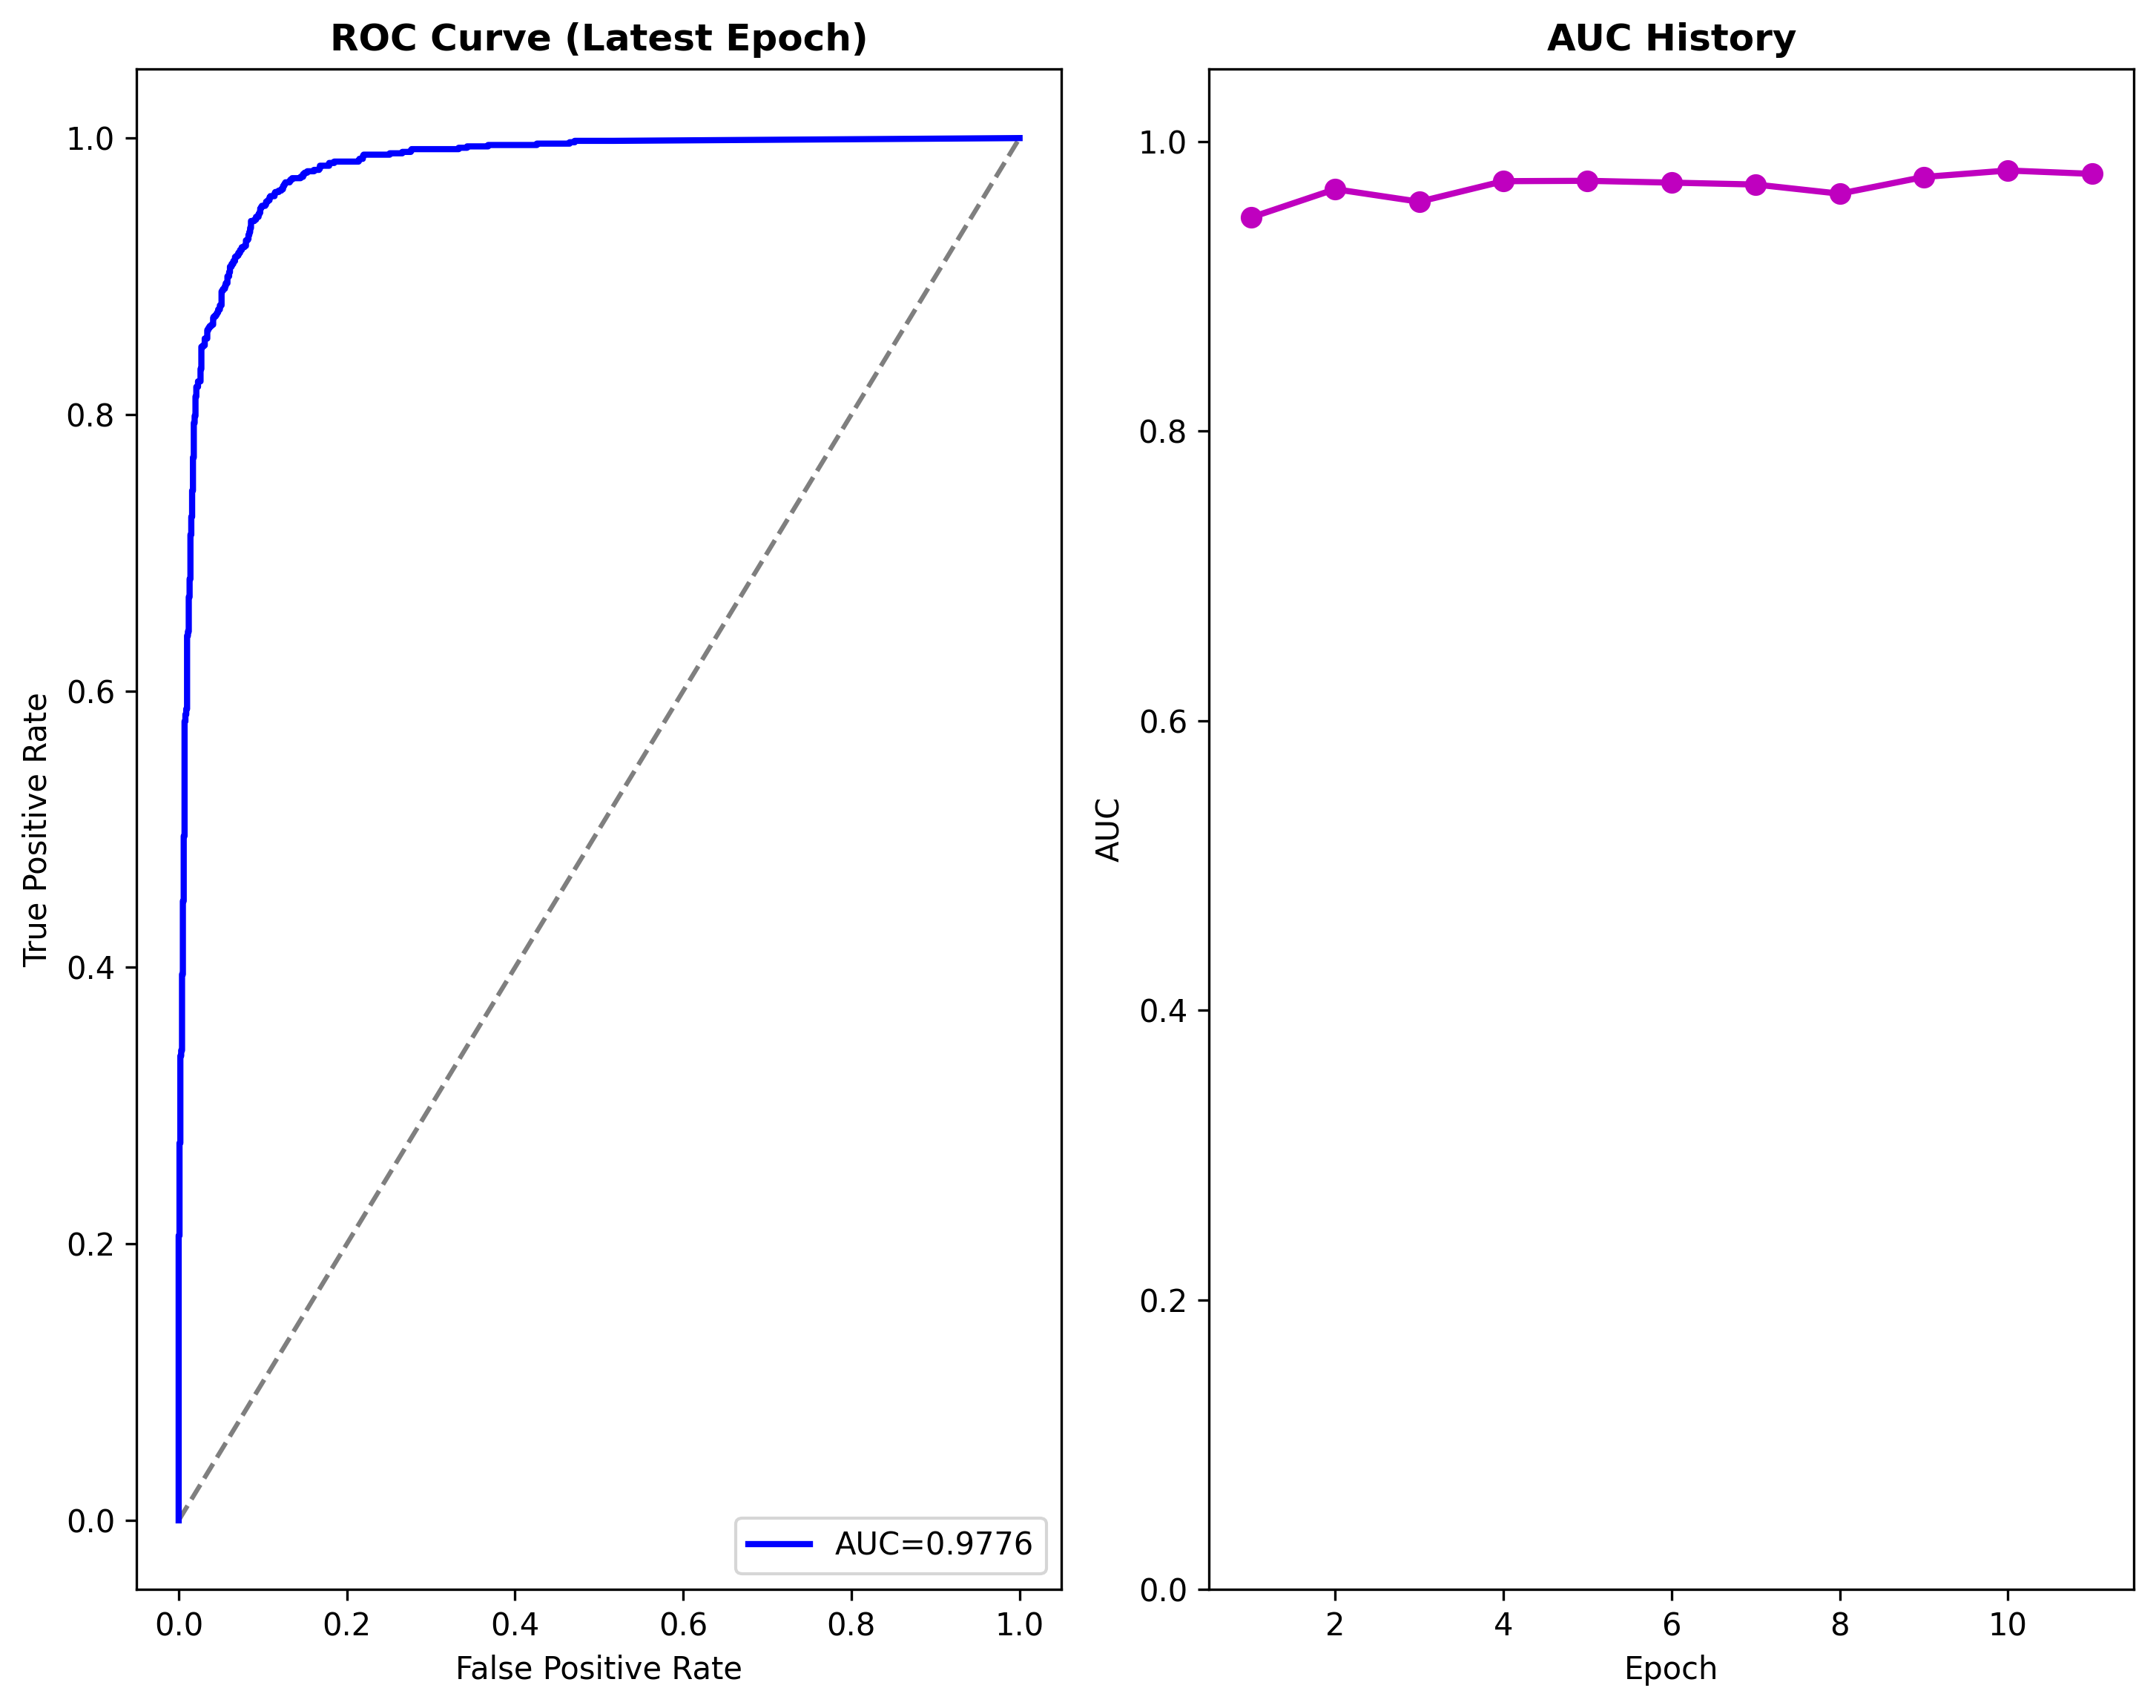 ROC Curve (Latest Epoch)
True Positive Rate
1.0
0.8
0.6
0.4
0.2
0.0
0.0 0.2 0.4 0.6 0.8 1.0
False Positive Rate
AUC=0.9776
AUC History
AUC
1.0
0.8
0.6
0.4
0.2
0.0
2 4 6 8 10
Epoch